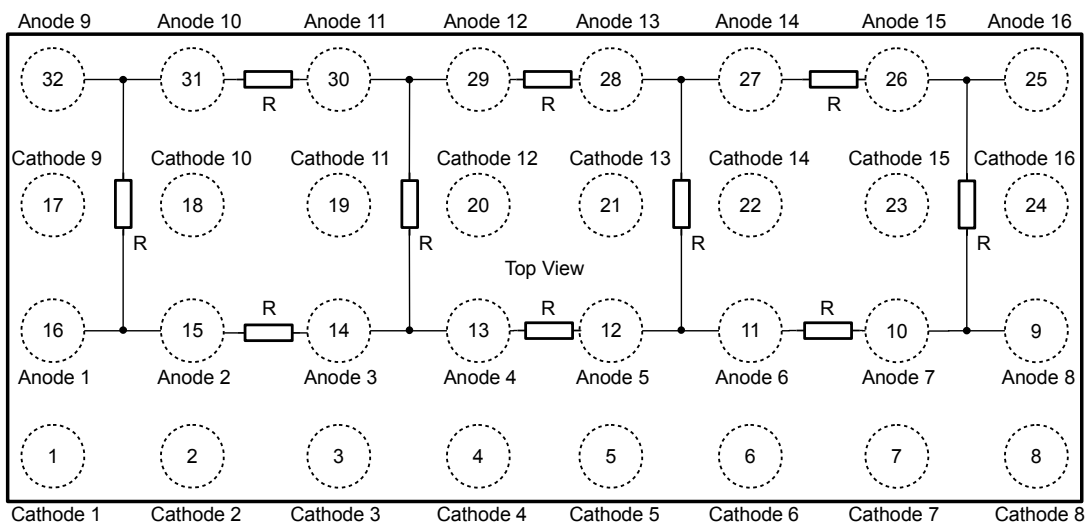 Anode 9 Anode 10 Anode 11 Anode 12 Anode 13 Anode 14 Anode 15 Anode 16
32 31 30 29 28 27 26 25
R R R
Cathode 9 Cathode 10 Cathode 11 Cathode 12 Cathode 13 Cathode 14 Cathode 15 Cathode 16
17 18 19 20 21 22 23 24
R R R R
Top View
R R R
16 15 14 13 12 11 10 9
Anode 1 Anode 2 Anode 3 Anode 4 Anode 5 Anode 6 Anode 7 Anode 8
1 2 3 4 5 6 7 8
Cathode 1 Cathode 2 Cathode 3 Cathode 4 Cathode 5 Cathode 6 Cathode 7 Cathode 8